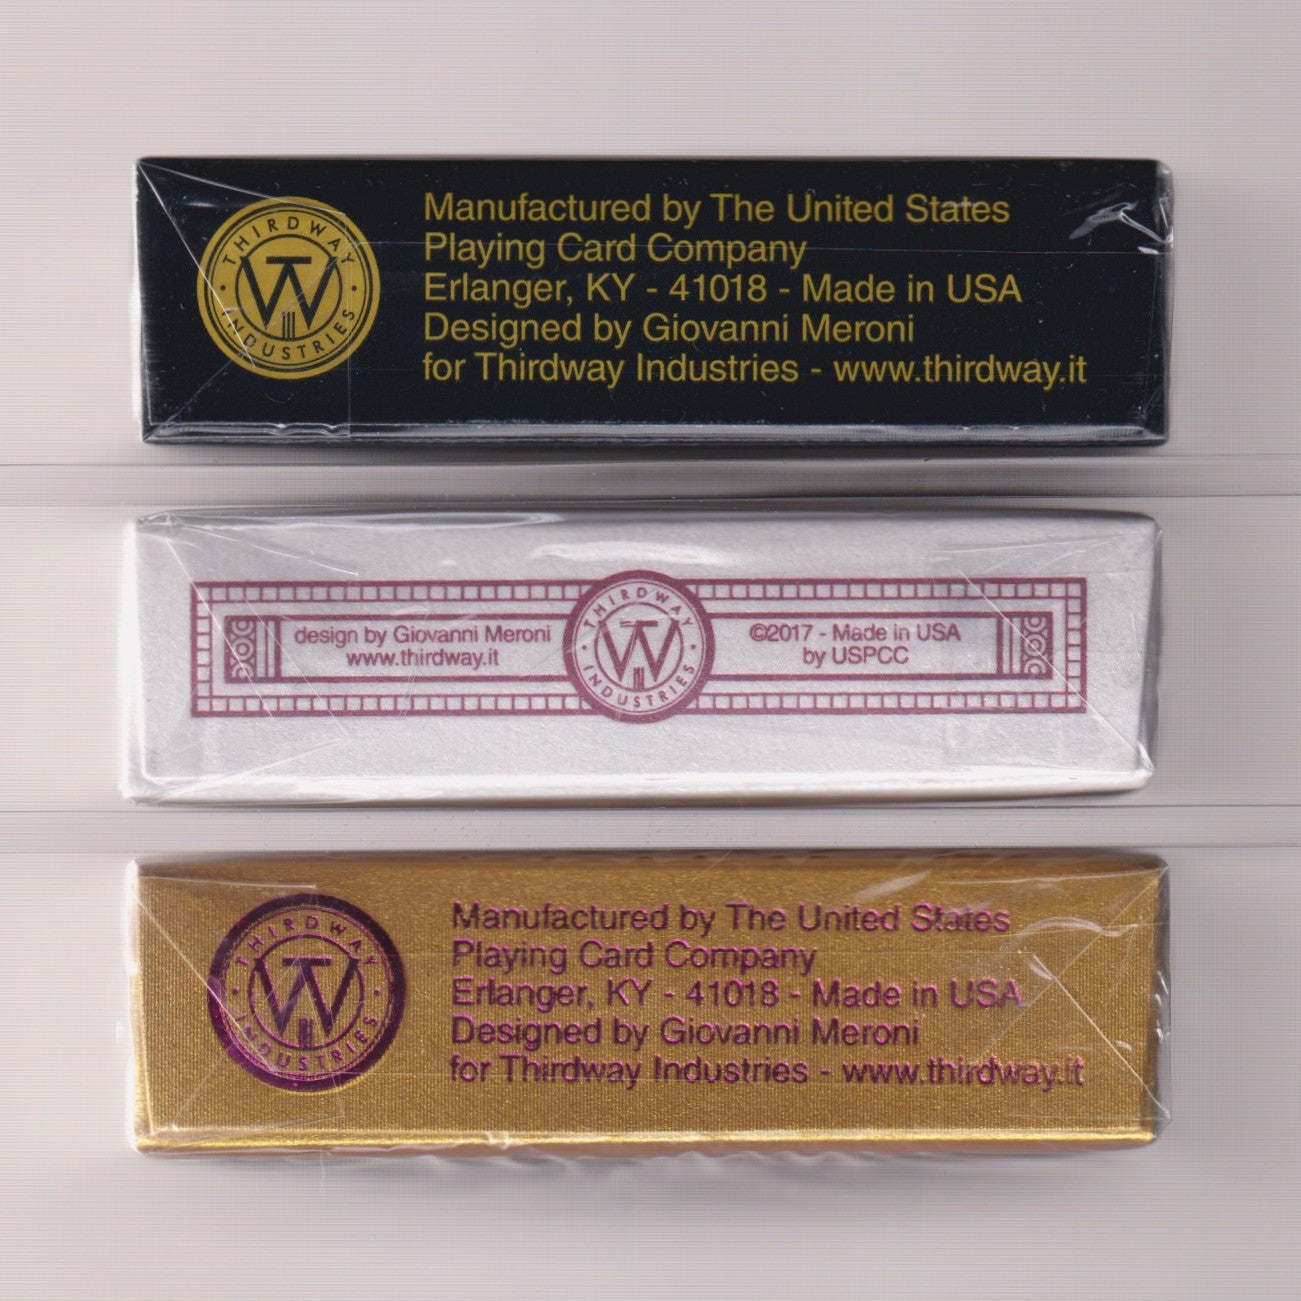 THIRDWAY INDUSTRIES
TW
Manufactured by The United States
Playing Card Company
Erlanger, KY - 41018 - Made in USA
Designed by Giovanni Meroni
for Thirdway Industries - www.thirdway.it
design by Giovanni Meroni
www.thirdway.it
THIRDWAY INDUSTRIES
TW
©2017 - Made in USA
by USPCC
THIRDWAY INDUSTRIES
TW
Manufactured by The United States
Playing Card Company
Erlanger, KY - 41018 - Made in USA
Designed by Giovanni Meroni
for Thirdway Industries - www.thirdway.it